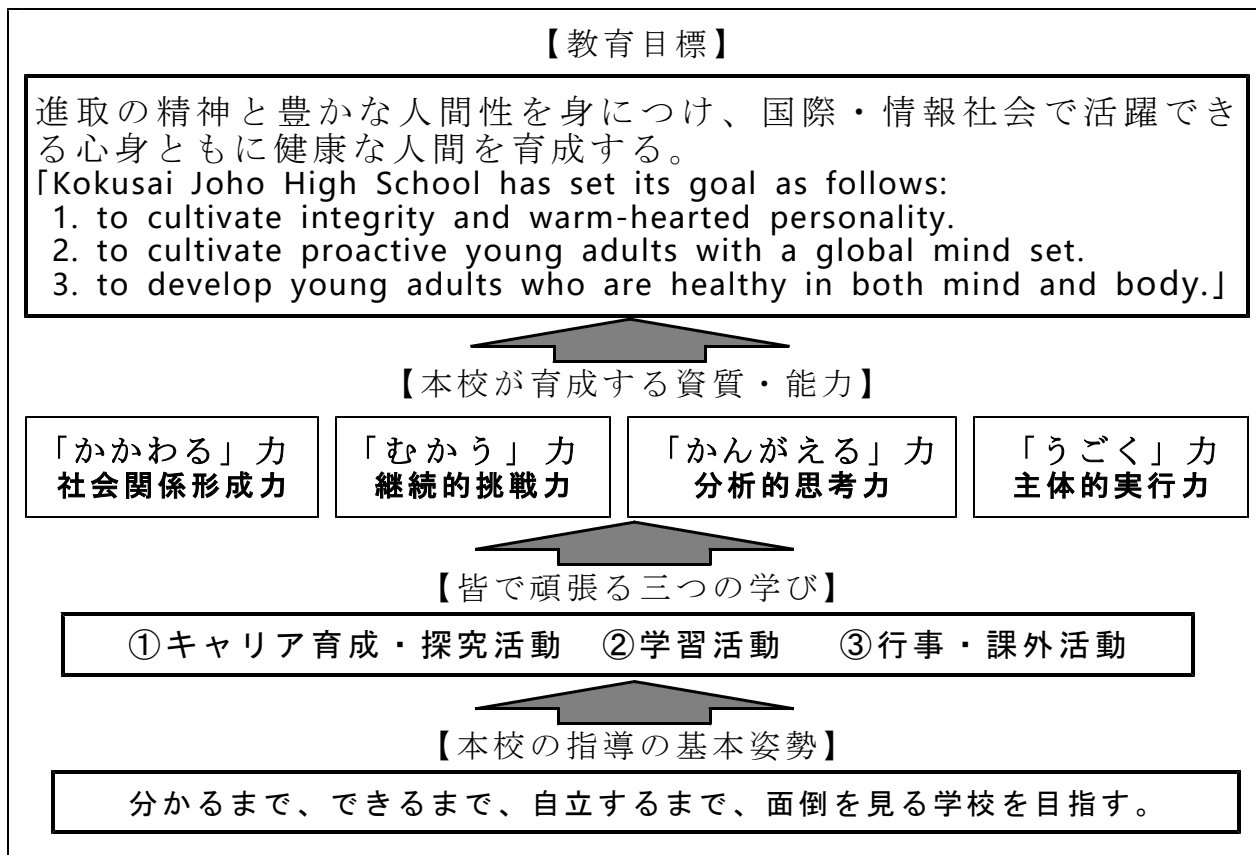 【教育目標】
進取の精神と豊かな人間性を身につけ、国際・情報社会で活躍でき
る心身ともに健康な人間を育成する。
「Kokusai Joho High School has set its goal as follows:
1. to cultivate integrity and warm-hearted personality.
2. to cultivate proactive young adults with a global mind set.
3. to develop young adults who are healthy in both mind and body.」
【本校が育成する資質・能力】
「かかわる」力
社会関係形成力
「むかう」力
継続的挑戦力
「かんがえる」力
分析的思考力
「うごく」力
主体的実行力
【皆で頑張る三つの学び】
①キャリア育成・探究活動 ②学習活動 ③行事・課外活動
【本校の指導の基本姿勢】
分かるまで、できるまで、自立するまで、面倒を見る学校を目指す。